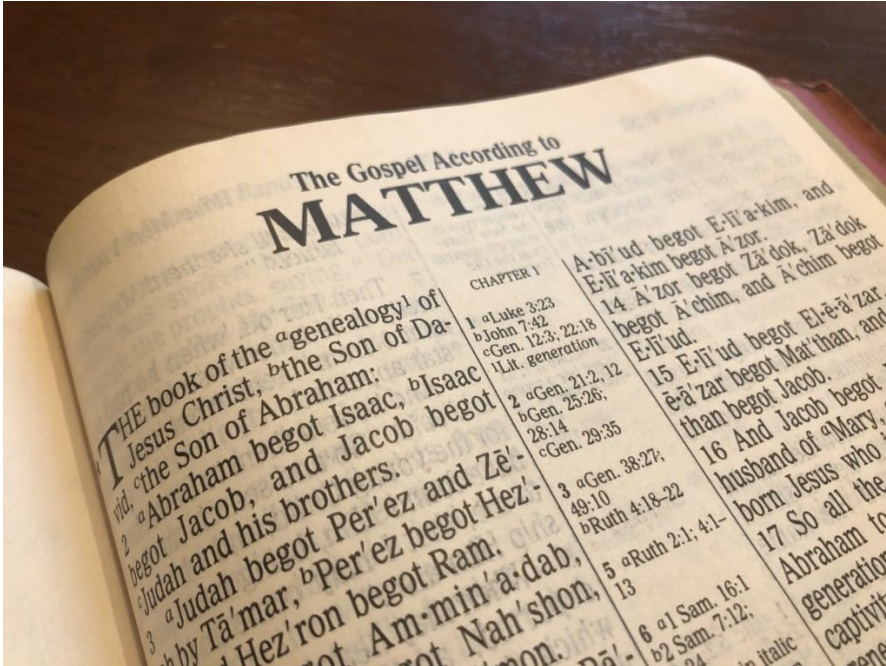 The Gospel According to
MATTHEW
THE book of the ᵃgenealogy¹ of
Jesus Christ, ᵇthe Son of Da-
vid, ᶜthe Son of Abraham:
2 ᵃAbraham begot Isaac, ᵇIsaac
begot Jacob, and Jacob begot
ᶜJudah and his brothers.
3 ᵃJudah begot Per′ez and Zē′-
by Tā′mar, ᵇPer′ez begot Hez′-
Hez′ron begot Ram.
Am·min′a·dab,
Nah′shon,
CHAPTER 1
1 ᵃLuke 3:23
ᵇJohn 7:42
ᶜGen. 12:3; 22:18
¹Lit. generation
2 ᵃGen. 21:2, 12
ᵇGen. 25:26;
28:14
ᶜGen. 29:35
3 ᵃGen. 38:27;
49:10
ᵇRuth 4:18–22
5 ᵃRuth 2:1; 4:1–
13
6 ᵃ1 Sam. 16:1
ᵇ2 Sam. 7:12;
in italic
A·bī′ud begot E·lī′a·kim, and
E·lī′a·kim begot Ā′zor.
14 Ā′zor begot Zā′dok, Zā′dok
begot Ā′chim, and Ā′chim begot
E·lī′ud.
15 E·lī′ud begot El·ē·ā′zar,
ē·ā′zar begot Mat′than, and
than begot Jacob.
16 And Jacob begot
husband of ᵃMary,
born Jesus who
17 So all the
Abraham to
generation
captivit